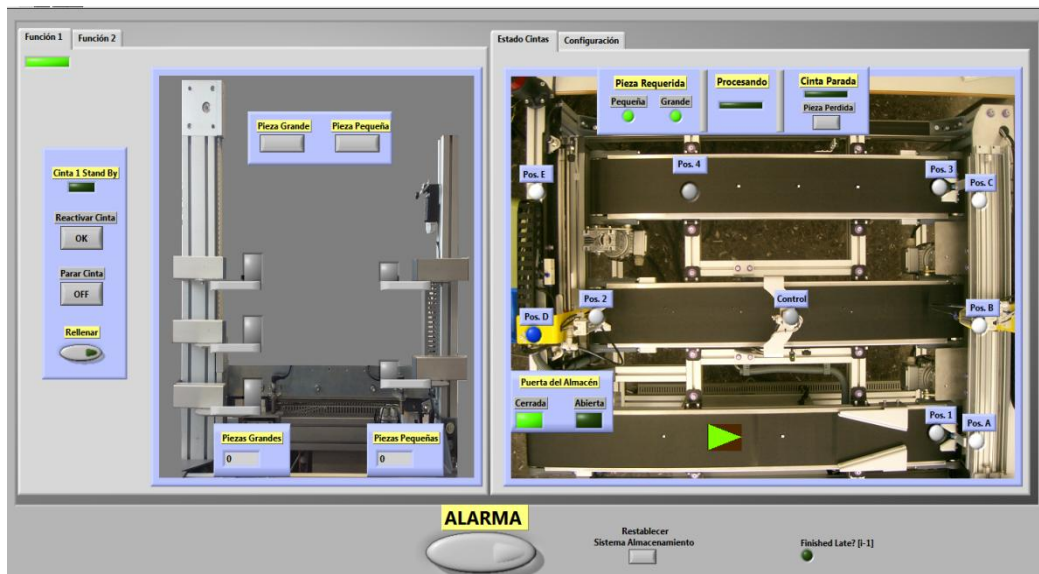 Función 1
Función 2
Cinta 1 Stand By
Reactivar Cinta
OK
Parar Cinta
OFF
Rellenar
Pieza Grande
Pieza Pequeña
Piezas Grandes
0
Piezas Pequeñas
0
Estado Cintas
Configuración
Pieza Requerida
Pequeña
Grande
Procesando
Cinta Parada
Pieza Perdida
Pos. E
Pos. 4
Pos. 3
Pos. C
Pos. D
Pos. 2
Control
Pos. B
Puerta del Almacén
Cerrada
Abierta
Pos. 1
Pos. A
ALARMA
Restablecer
Sistema Almacenamiento
Finished Late? [i-1]